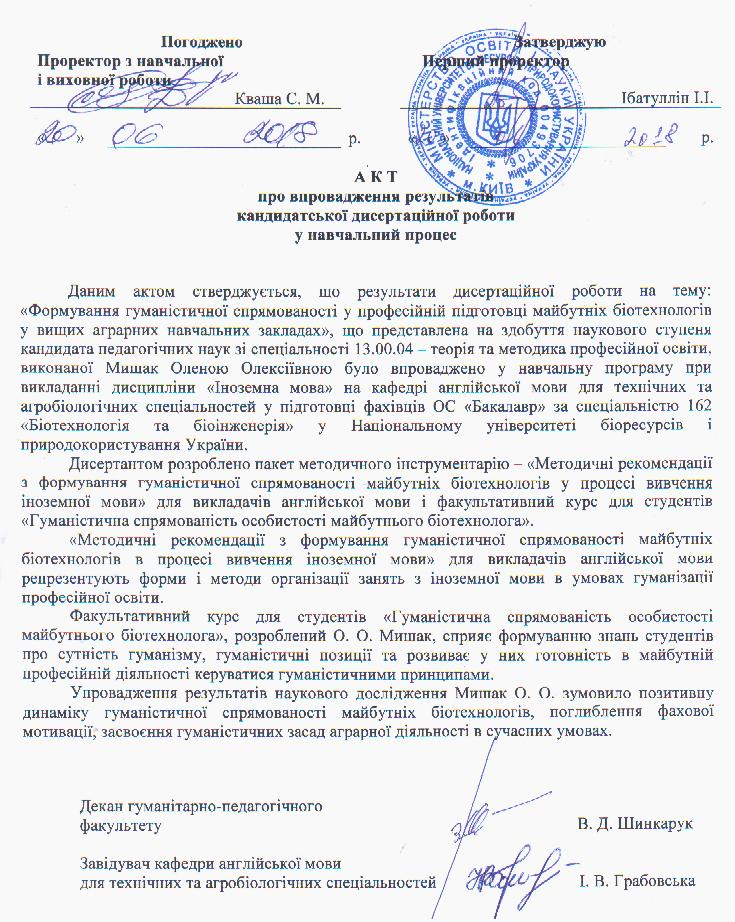 Погоджено
Проректор з навчальної
і виховної роботи
Кваша С. М.
20 » 06 2018 р.
Затверджую
Перший проректор
Ібатуллін І.І.
2018 р.
МІНІСТЕРСТВО ОСВІТИ І НАУКИ УКРАЇНИ
Ідентифікаційний код 00493706
м. КИЇВ
А К Т
про впровадження результатів
кандидатської дисертаційної роботи
у навчальний процес
Даним актом стверджується, що результати дисертаційної роботи на тему:
«Формування гуманістичної спрямованості у професійній підготовці майбутніх біотехнологів
у вищих аграрних навчальних закладах», що представлена на здобуття наукового ступеня
кандидата педагогічних наук зі спеціальності 13.00.04 – теорія та методика професійної освіти,
виконаної Мишак Оленою Олексіївною було впроваджено у навчальну програму при
викладанні дисципліни «Іноземна мова» на кафедрі англійської мови для технічних та
агробіологічних спеціальностей у підготовці фахівців ОС «Бакалавр» за спеціальністю 162
«Біотехнологія та біоінженерія» у Національному університеті біоресурсів і
природокористування України.
Дисертантом розроблено пакет методичного інструментарію – «Методичні рекомендації
з формування гуманістичної спрямованості майбутніх біотехнологів у процесі вивчення
іноземної мови» для викладачів англійської мови і факультативний курс для студентів
«Гуманістична спрямованість особистості майбутнього біотехнолога».
«Методичні рекомендації з формування гуманістичної спрямованості майбутніх
біотехнологів в процесі вивчення іноземної мови» для викладачів англійської мови
репрезентують форми і методи організації занять з іноземної мови в умовах гуманізації
професійної освіти.
Факультативний курс для студентів «Гуманістична спрямованість особистості
майбутнього біотехнолога», розроблений О. О. Мишак, сприяє формуванню знань студентів
про сутність гуманізму, гуманістичні позиції та розвиває у них готовність в майбутній
професійній діяльності керуватися гуманістичними принципами.
Упровадження результатів наукового дослідження Мишак О. О. зумовило позитивну
динаміку гуманістичної спрямованості майбутніх біотехнологів, поглиблення фахової
мотивації, засвоєння гуманістичних засад аграрної діяльності в сучасних умовах.
Декан гуманітарно-педагогічного
факультету
В. Д. Шинкарук
Завідувач кафедри англійської мови
для технічних та агробіологічних спеціальностей
І. В. Грабовська